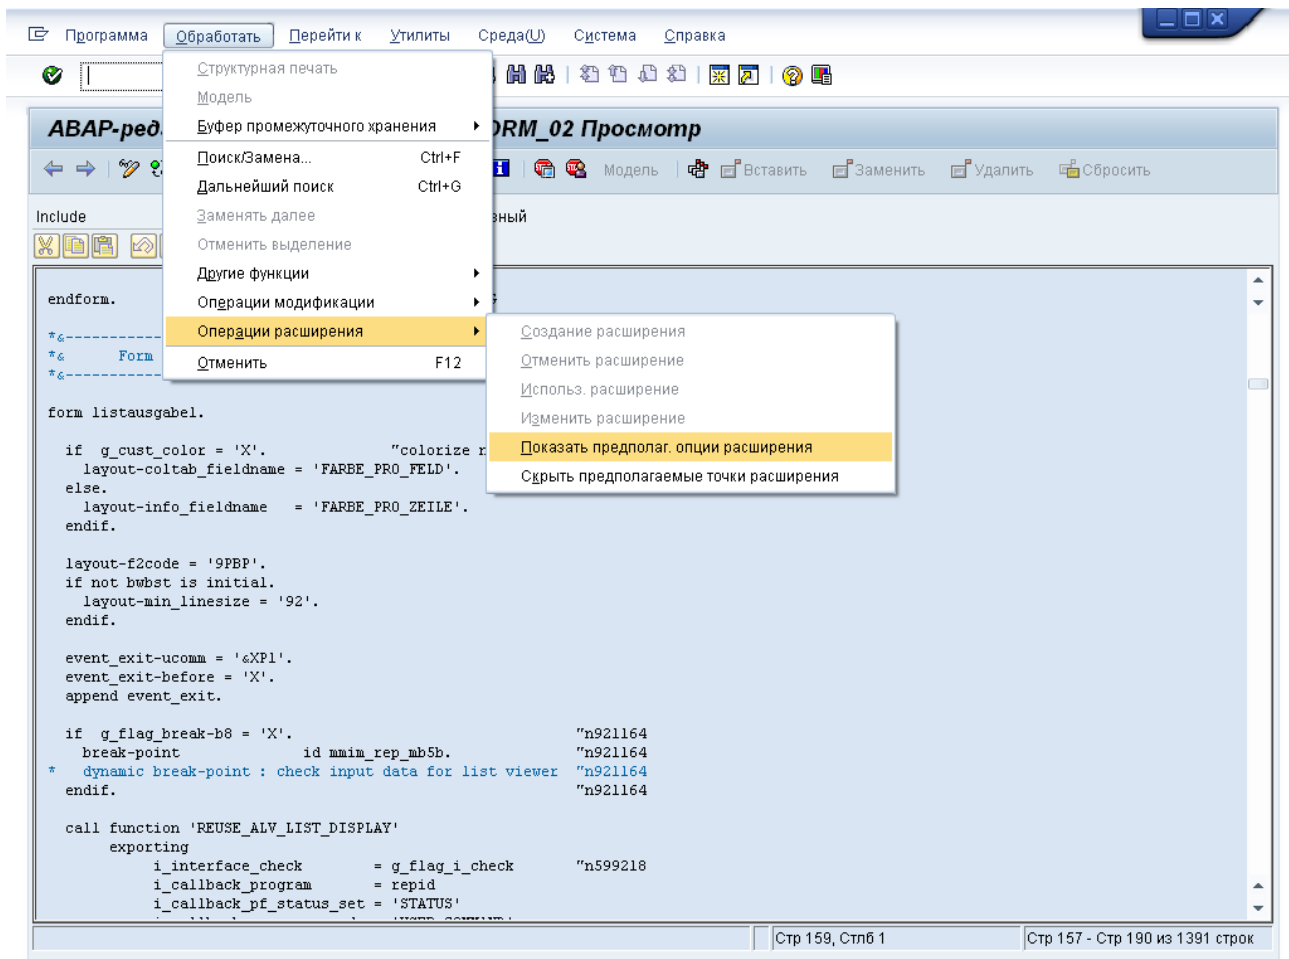 Программа Обработать Перейти к Утилиты Среда(U) Система Справка
Структурная печать
Модель
Буфер промежуточного хранения
ABAP-ред ORM_02 Просмотр
Поиск/Замена... Ctrl+F
Модель Вставить Заменить Удалить Сбросить
Дальнейший поиск Ctrl+G
Include Заменять далее вный
Отменить выделение
Другие функции
endform. Операции модификации
Операции расширения
Отменить F12
Создание расширения
Отменить расширение
Использ. расширение
Изменить расширение
Показать предполаг. опции расширения
Скрыть предполагаемые точки расширения
*&-----------
*& Form
*&-----------
form listausgabel.
if g_cust_color = 'X'. "colorize r
layout-coltab_fieldname = 'FARBE_PRO_FELD'.
else.
layout-info_fieldname = 'FARBE_PRO_ZEILE'.
endif.
layout-f2code = '9PBP'.
if not bwbst is initial.
layout-min_linesize = '92'.
endif.
event_exit-ucomm = '&XP1'.
event_exit-before = 'X'.
append event_exit.
if g_flag_break-b8 = 'X'. "n921164
break-point id mmim_rep_mb5b. "n921164
* dynamic break-point : check input data for list viewer "n921164
endif. "n921164
call function 'REUSE_ALV_LIST_DISPLAY'
exporting
i_interface_check = g_flag_i_check "n599218
i_callback_program = repid
i_callback_pf_status_set = 'STATUS'
Стр 159, Стлб 1 Стр 157 - Стр 190 из 1391 строк